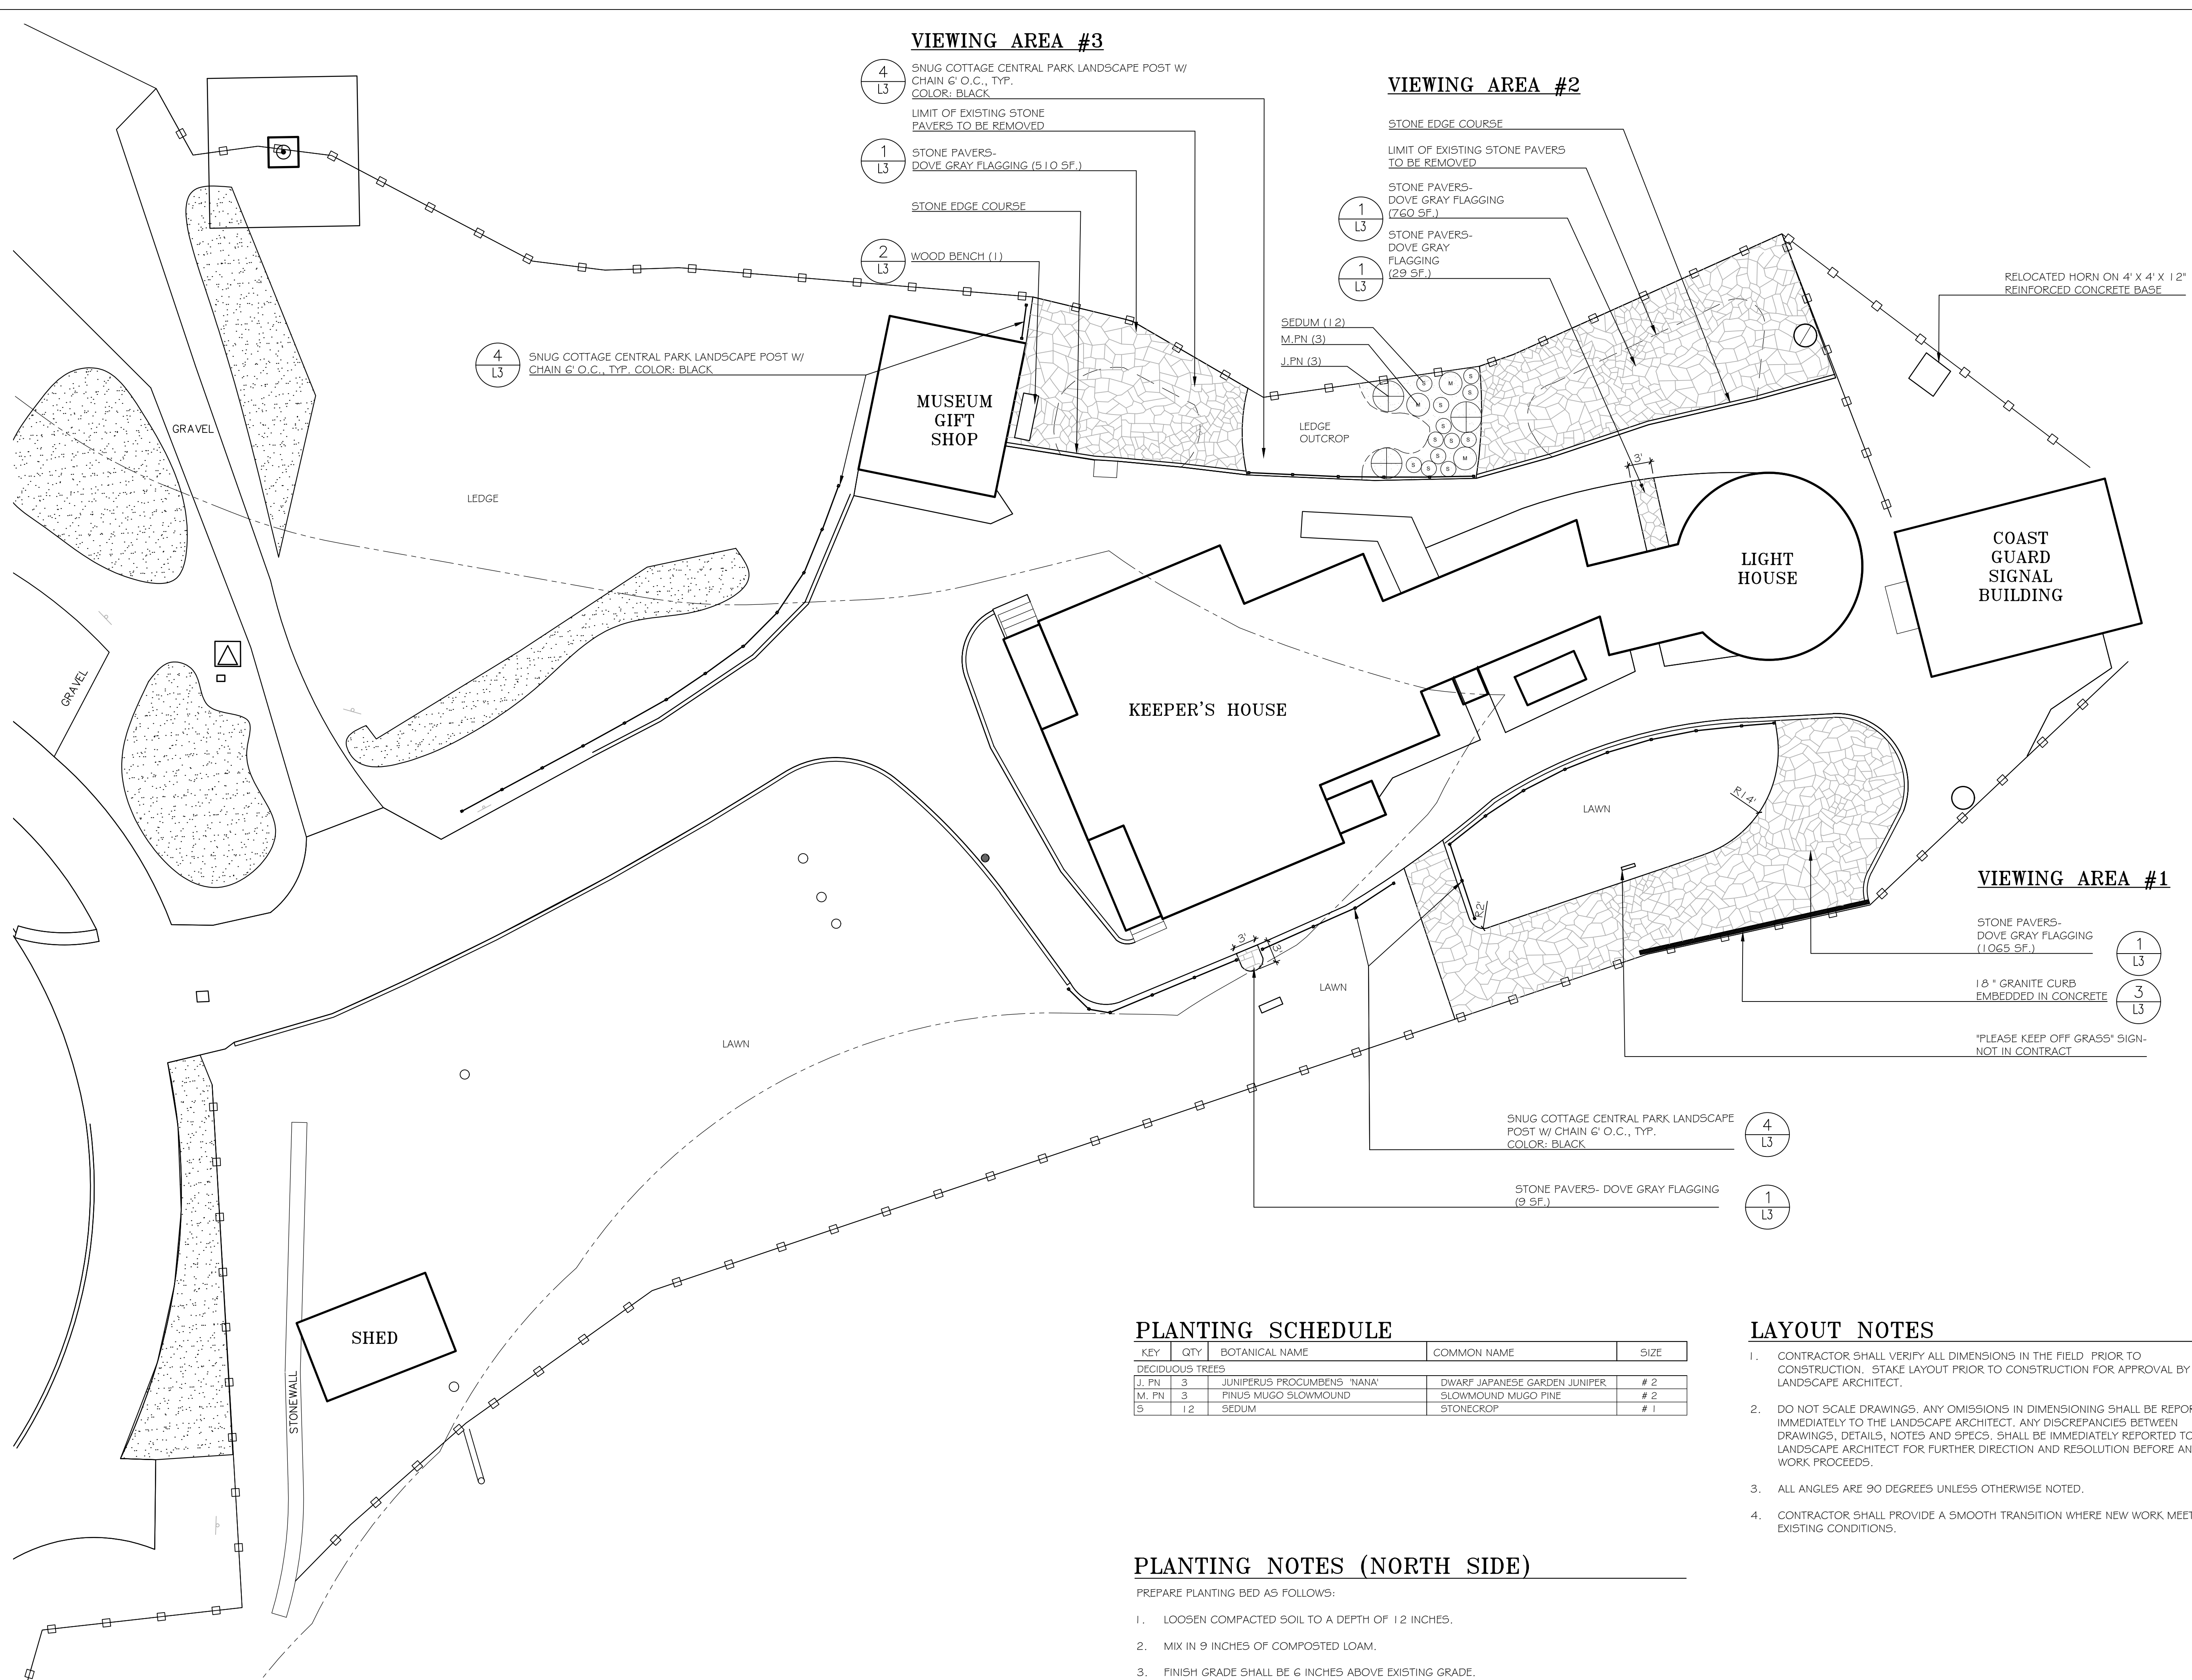 VIEWING AREA #3
4
L3
SNUG COTTAGE CENTRAL PARK LANDSCAPE POST W/
CHAIN 6' O.C., TYP.
COLOR: BLACK
LIMIT OF EXISTING STONE
PAVERS TO BE REMOVED
1
L3
STONE PAVERS-
DOVE GRAY FLAGGING (510 SF.)
STONE EDGE COURSE
2
L3
WOOD BENCH (1)
4
L3
SNUG COTTAGE CENTRAL PARK LANDSCAPE POST W/
CHAIN 6' O.C., TYP. COLOR: BLACK
VIEWING AREA #2
STONE EDGE COURSE
LIMIT OF EXISTING STONE PAVERS
TO BE REMOVED
STONE PAVERS-
DOVE GRAY FLAGGING
(760 SF.)
1
L3
STONE PAVERS-
DOVE GRAY
FLAGGING
(29 SF.)
1
L3
SEDUM (12)
M.PN (3)
J.PN (3)
S
M
S
S
M
S
S
S
S
S
S
M
S
S
S
LEDGE
OUTCROP
RELOCATED HORN ON 4' X 4' X 12"
REINFORCED CONCRETE BASE
MUSEUM
GIFT
SHOP
GRAVEL
LEDGE
GRAVEL
3'
LIGHT
HOUSE
COAST
GUARD
SIGNAL
BUILDING
KEEPER'S HOUSE
LAWN
R14'
R2'
3'
3'
LAWN
LAWN
VIEWING AREA #1
STONE PAVERS-
DOVE GRAY FLAGGING
(1065 SF.)
1
L3
18 " GRANITE CURB
EMBEDDED IN CONCRETE
3
L3
"PLEASE KEEP OFF GRASS" SIGN-
NOT IN CONTRACT
SNUG COTTAGE CENTRAL PARK LANDSCAPE
POST W/ CHAIN 6' O.C., TYP.
COLOR: BLACK
4
L3
STONE PAVERS- DOVE GRAY FLAGGING
(9 SF.)
1
L3
SHED
STONEWALL
PLANTING SCHEDULE
KEY QTY BOTANICAL NAME COMMON NAME SIZE
DECIDUOUS TREES
J. PN 3 JUNIPERUS PROCUMBENS 'NANA' DWARF JAPANESE GARDEN JUNIPER # 2
M. PN 3 PINUS MUGO SLOWMOUND SLOWMOUND MUGO PINE # 2
S 12 SEDUM STONECROP # 1
LAYOUT NOTES
1. CONTRACTOR SHALL VERIFY ALL DIMENSIONS IN THE FIELD PRIOR TO
CONSTRUCTION. STAKE LAYOUT PRIOR TO CONSTRUCTION FOR APPROVAL BY
LANDSCAPE ARCHITECT.
2. DO NOT SCALE DRAWINGS. ANY OMISSIONS IN DIMENSIONING SHALL BE REPOR
IMMEDIATELY TO THE LANDSCAPE ARCHITECT. ANY DISCREPANCIES BETWEEN
DRAWINGS, DETAILS, NOTES AND SPECS. SHALL BE IMMEDIATELY REPORTED TO
LANDSCAPE ARCHITECT FOR FURTHER DIRECTION AND RESOLUTION BEFORE AN
WORK PROCEEDS.
3. ALL ANGLES ARE 90 DEGREES UNLESS OTHERWISE NOTED.
4. CONTRACTOR SHALL PROVIDE A SMOOTH TRANSITION WHERE NEW WORK MEET
EXISTING CONDITIONS.
PLANTING NOTES (NORTH SIDE)
PREPARE PLANTING BED AS FOLLOWS:
1. LOOSEN COMPACTED SOIL TO A DEPTH OF 12 INCHES.
2. MIX IN 9 INCHES OF COMPOSTED LOAM.
3. FINISH GRADE SHALL BE 6 INCHES ABOVE EXISTING GRADE.